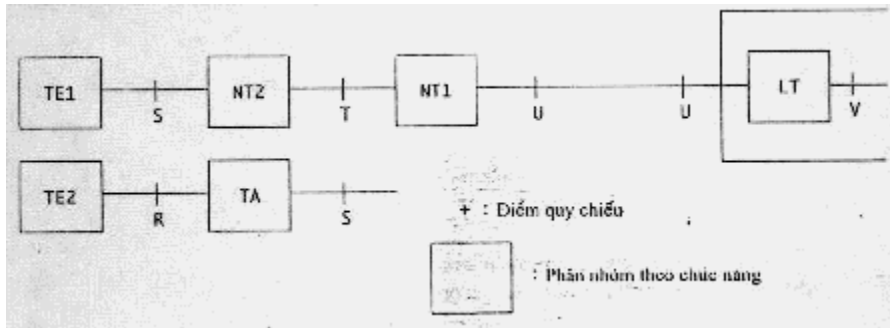 TE1 NT2 NT1 LT
S T U U V
TE2 TA
R S
+ : Điểm quy chiếu
: Phân nhóm theo chức năng